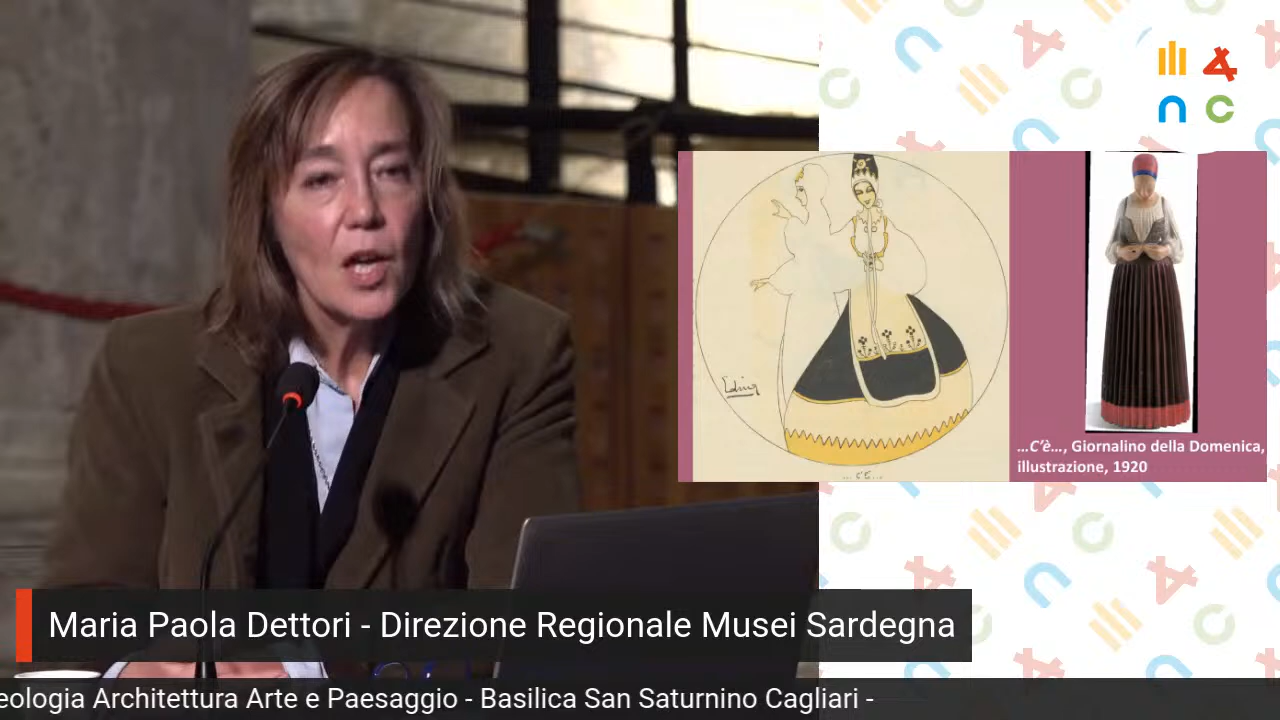 Edina
... C'È ...
...C'è..., Giornalino della Domenica,
illustrazione, 1920
Maria Paola Dettori - Direzione Regionale Musei Sardegna
eologia Architettura Arte e Paesaggio - Basilica San Saturnino Cagliari -